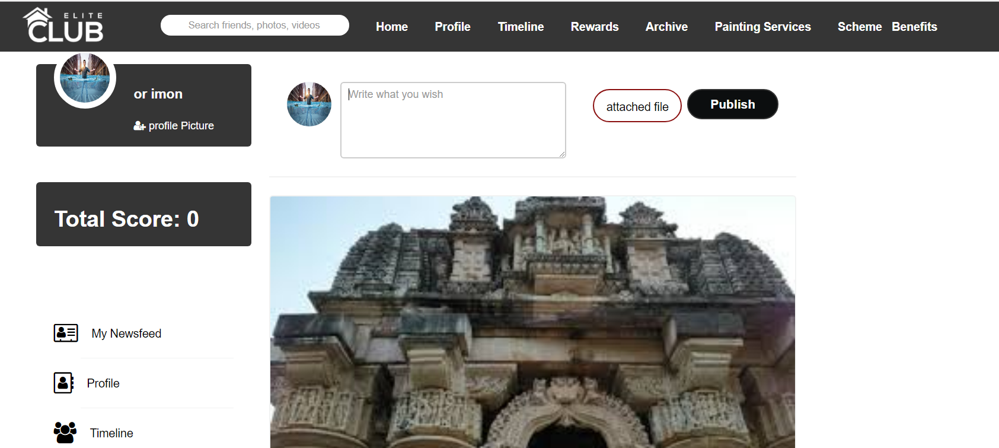 ELITE
CLUB
Search friends, photos, videos
Home
Profile
Timeline
Rewards
Archive
Painting Services
Scheme
Benefits
or imon
profile Picture
Write what you wish
attached file
Publish
Total Score: 0
My Newsfeed
Profile
Timeline